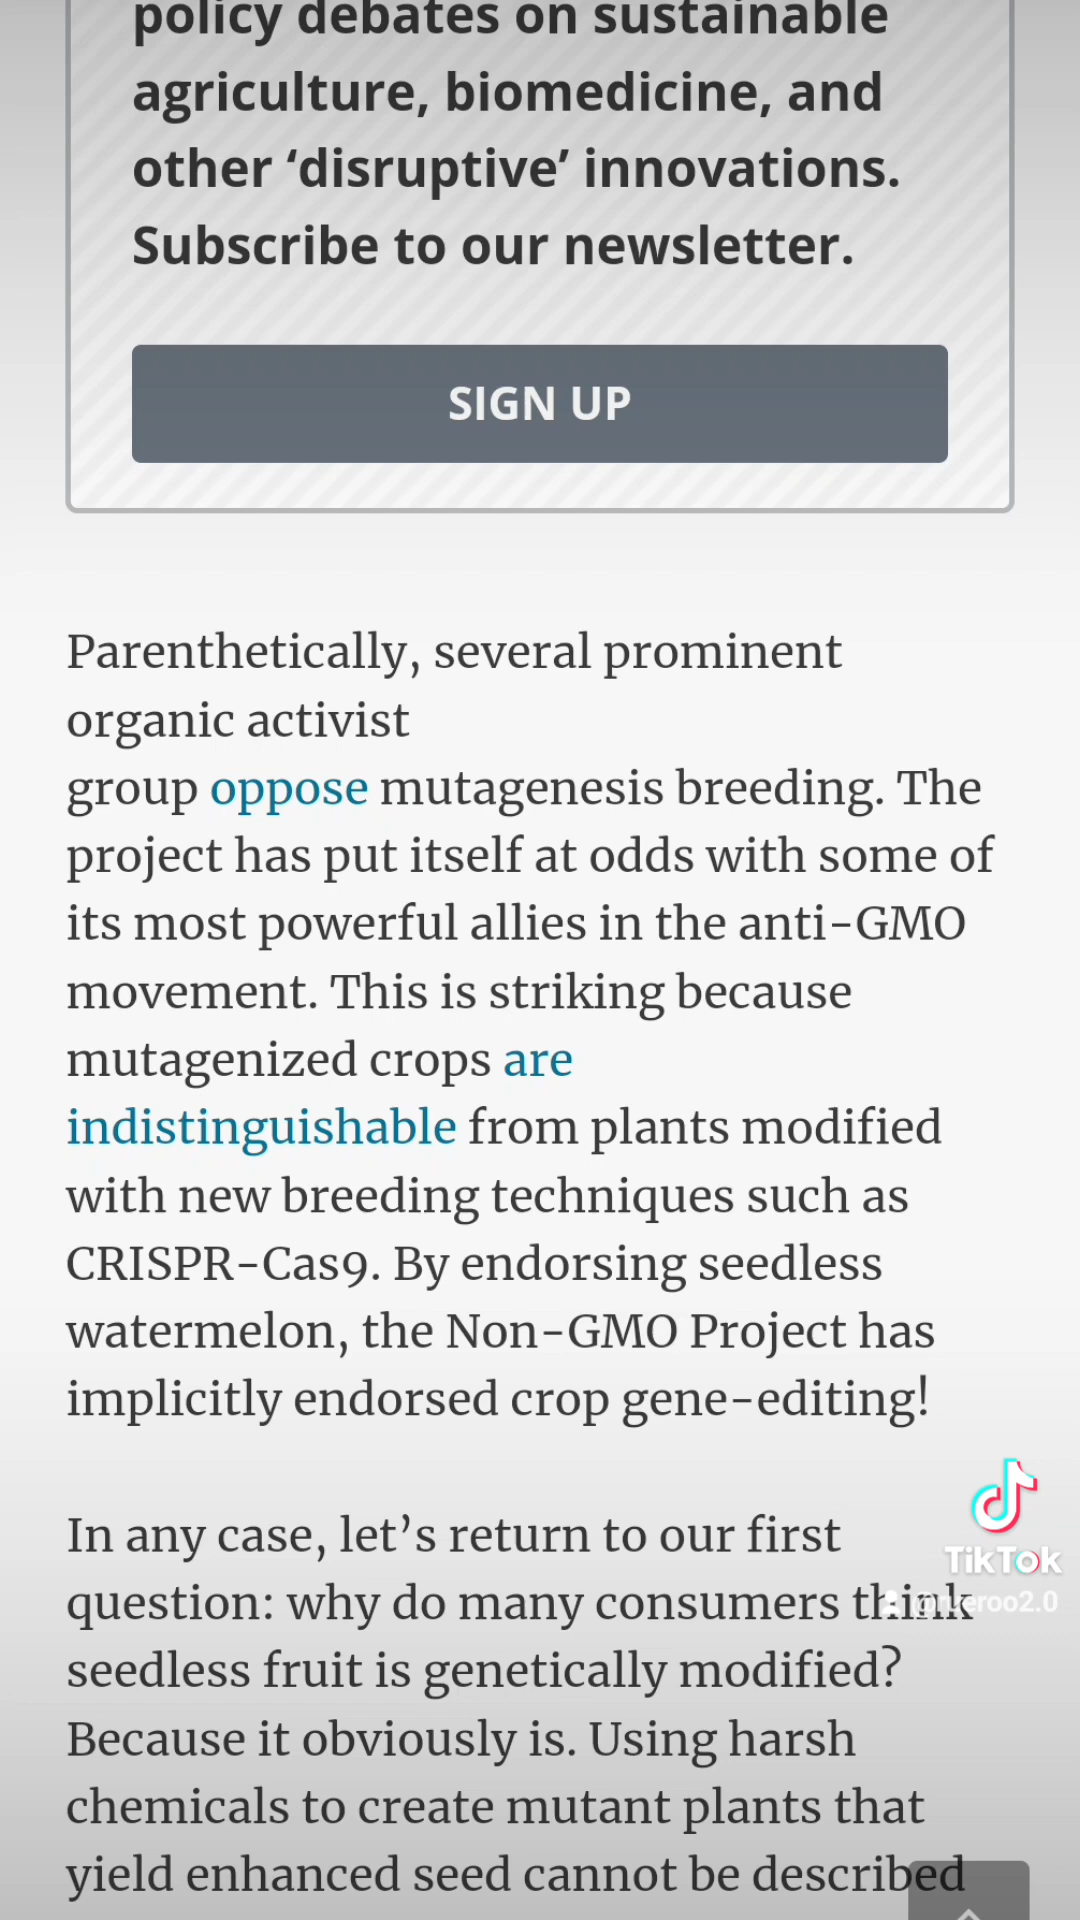 policy debates on sustainable
agriculture, biomedicine, and
other ‘disruptive’ innovations.
Subscribe to our newsletter.
SIGN UP
Parenthetically, several prominent
organic activist
group oppose mutagenesis breeding. The
project has put itself at odds with some of
its most powerful allies in the anti-GMO
movement. This is striking because
mutagenized crops are
indistinguishable from plants modified
with new breeding techniques such as
CRISPR-Cas9. By endorsing seedless
watermelon, the Non-GMO Project has
implicitly endorsed crop gene-editing!
In any case, let’s return to our first
question: why do many consumers think
seedless fruit is genetically modified?
Because it obviously is. Using harsh
chemicals to create mutant plants that
yield enhanced seed cannot be described
TikTok